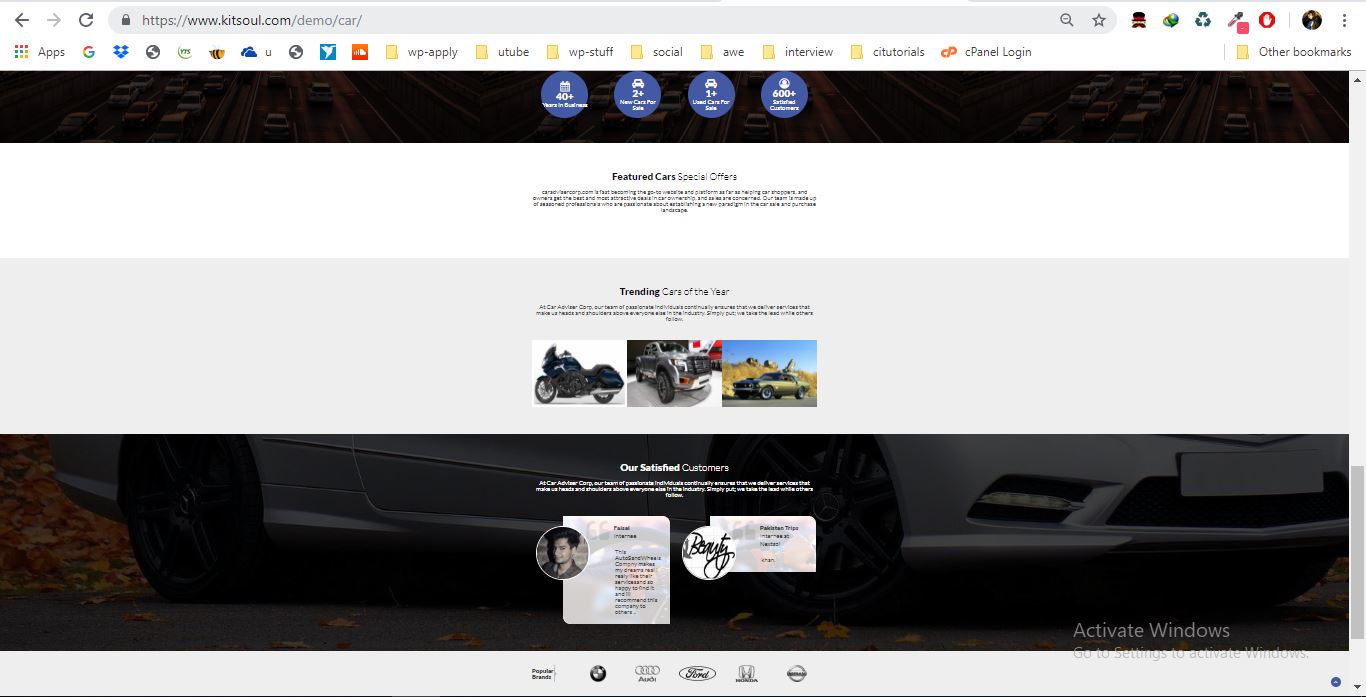 https://www.kitsoul.com/demo/car/
Apps
YTS
u
wp-apply
utube
wp-stuff
social
awe
interview
citutorials
cP
cPanel Login
Other bookmarks
40+
Years In Business
2+
New Cars For
Sale
1+
Used Cars For
Sale
600+
Satisfied
Customers
Featured Cars Special Offers
caradvisercorp.com is fast becoming the go-to website and platform as far as helping car shoppers, and
owners get the best and most attractive deals in car ownership, and sales are concerned. Our team is made up
of seasoned professionals who are passionate about establishing a new paradigm in the car sale and purchase
landscape.
Trending Cars of the Year
At Car Adviser Corp, our team of passionate individuals continually ensures that we deliver services that
make us heads and shoulders above everyone else in the industry. Simply put; we take the lead while others
follow.
Our Satisfied Customers
At Car Adviser Corp, our team of passionate individuals continually ensures that we deliver services that
make us heads and shoulders above everyone else in the industry. Simply put; we take the lead while others
follow.
Faisal
Internee
This
AutoSandWheels
Compny makes
my dreams real i
realy like their
servicesand so
happy to find it
and i'll
recommend this
company to
others ..
Beauty
Pakistan Trips
Internee at
Nextsol
khan..
Activate Windows
Go to Settings to activate Windows.
Popular
Brands
Audi
Ford
HONDA
NISSAN